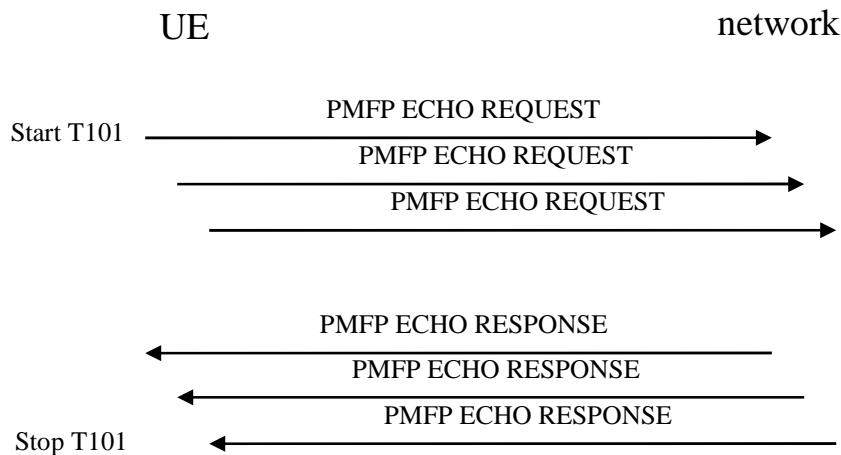 UE network
PMFP ECHO REQUEST
Start T101
PMFP ECHO REQUEST
PMFP ECHO REQUEST
PMFP ECHO RESPONSE
PMFP ECHO RESPONSE
PMFP ECHO RESPONSE
Stop T101